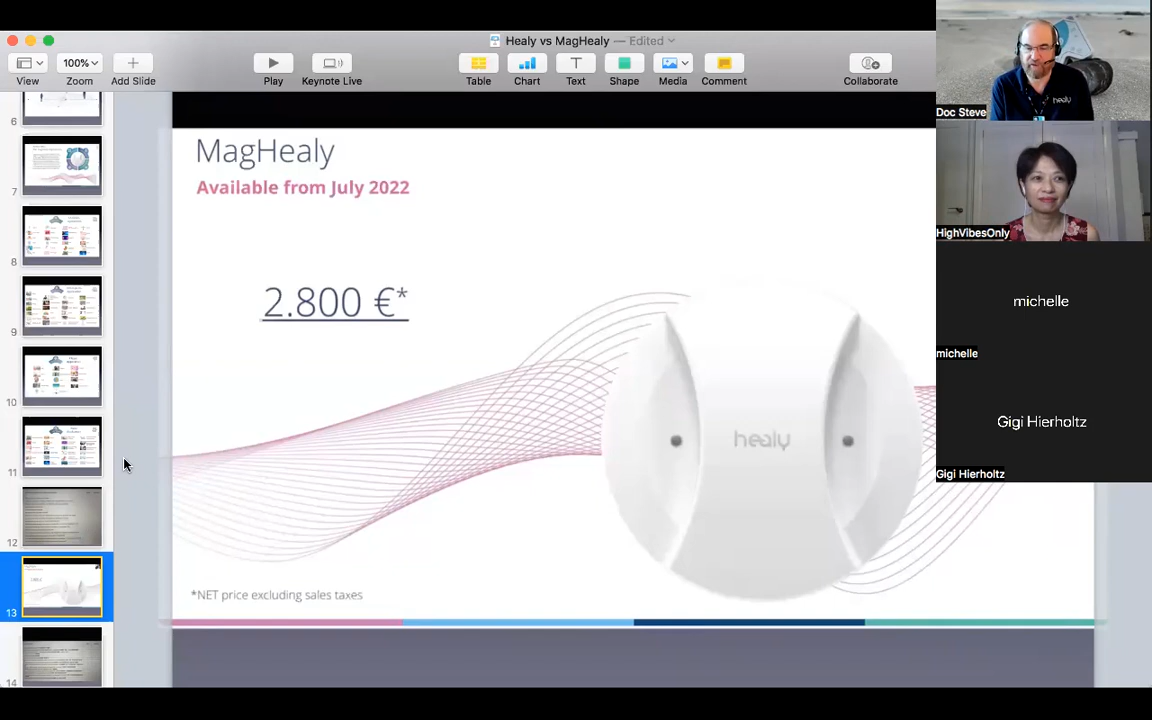 Healy vs MagHealy — Edited
View
100%
Zoom
Add Slide
Play
Keynote Live
Table
Chart
Text
Shape
Media
Comment
Collaborate
6
7
8
9
10
11
12
13
14
MagHealy
Available from July 2022
2.800 €*
healy
*NET price excluding sales taxes
healy
Doc Steve
HighVibesOnly
michelle
michelle
Gigi Hierholtz
Gigi Hierholtz